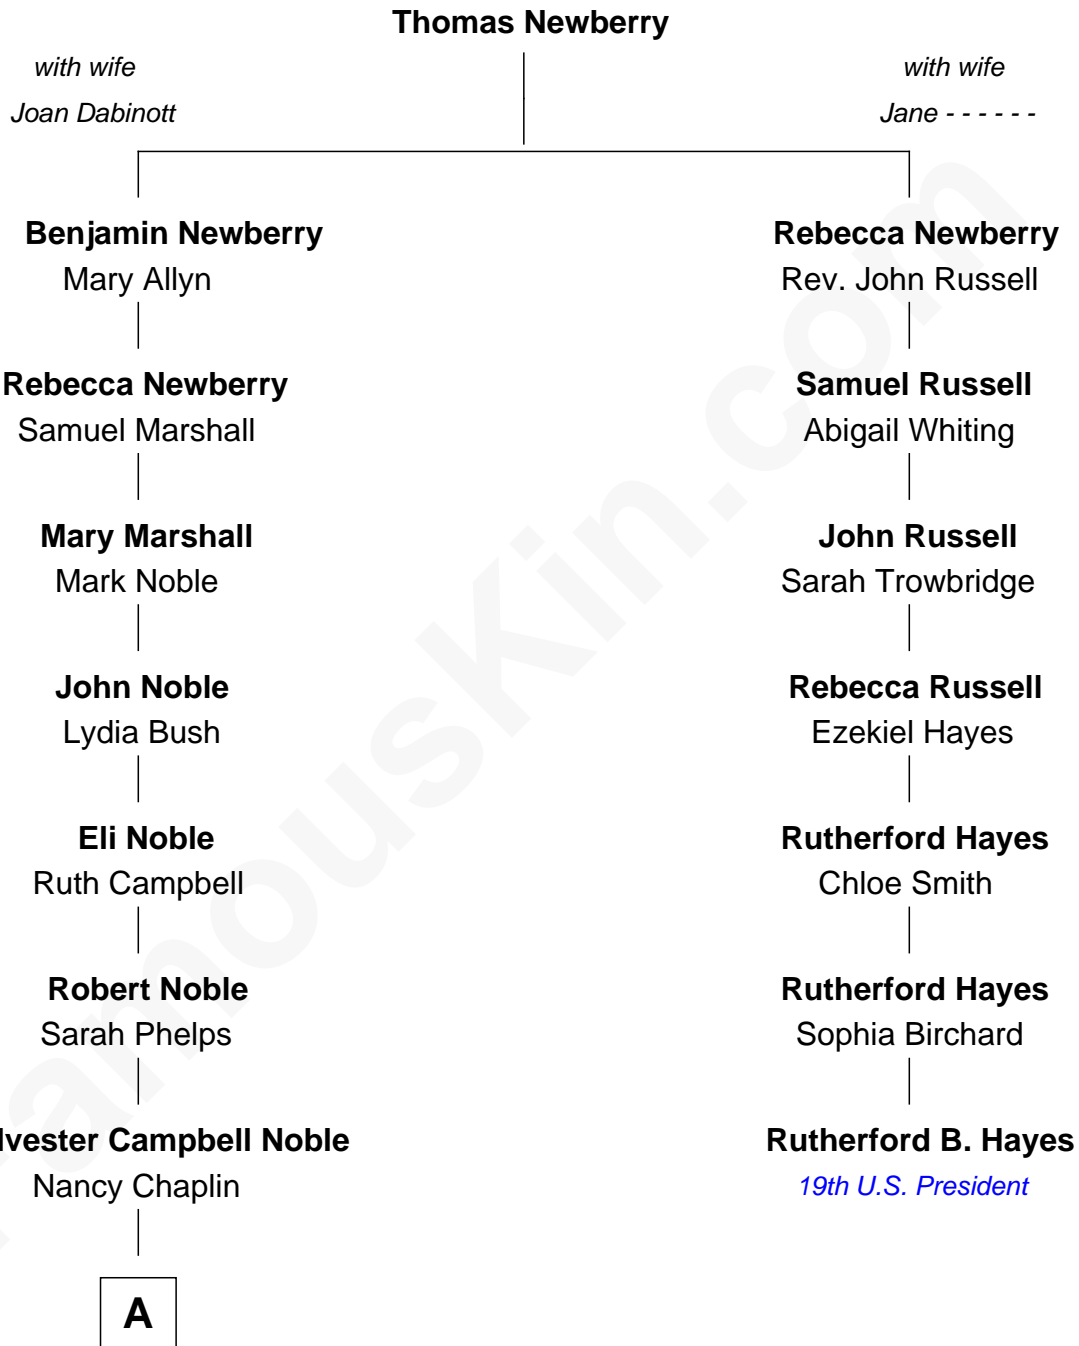 Thomas Newberry
with wife
Joan Dabinott
with wife
Jane - - - - - -
Benjamin Newberry
Mary Allyn
Rebecca Newberry
Rev. John Russell
Rebecca Newberry
Samuel Marshall
Samuel Russell
Abigail Whiting
Mary Marshall
Mark Noble
John Russell
Sarah Trowbridge
John Noble
Lydia Bush
Rebecca Russell
Ezekiel Hayes
Eli Noble
Ruth Campbell
Rutherford Hayes
Chloe Smith
Robert Noble
Sarah Phelps
Rutherford Hayes
Sophia Birchard
lvester Campbell Noble
Nancy Chaplin
Rutherford B. Hayes
19th U.S. President
A
FamousKin.com